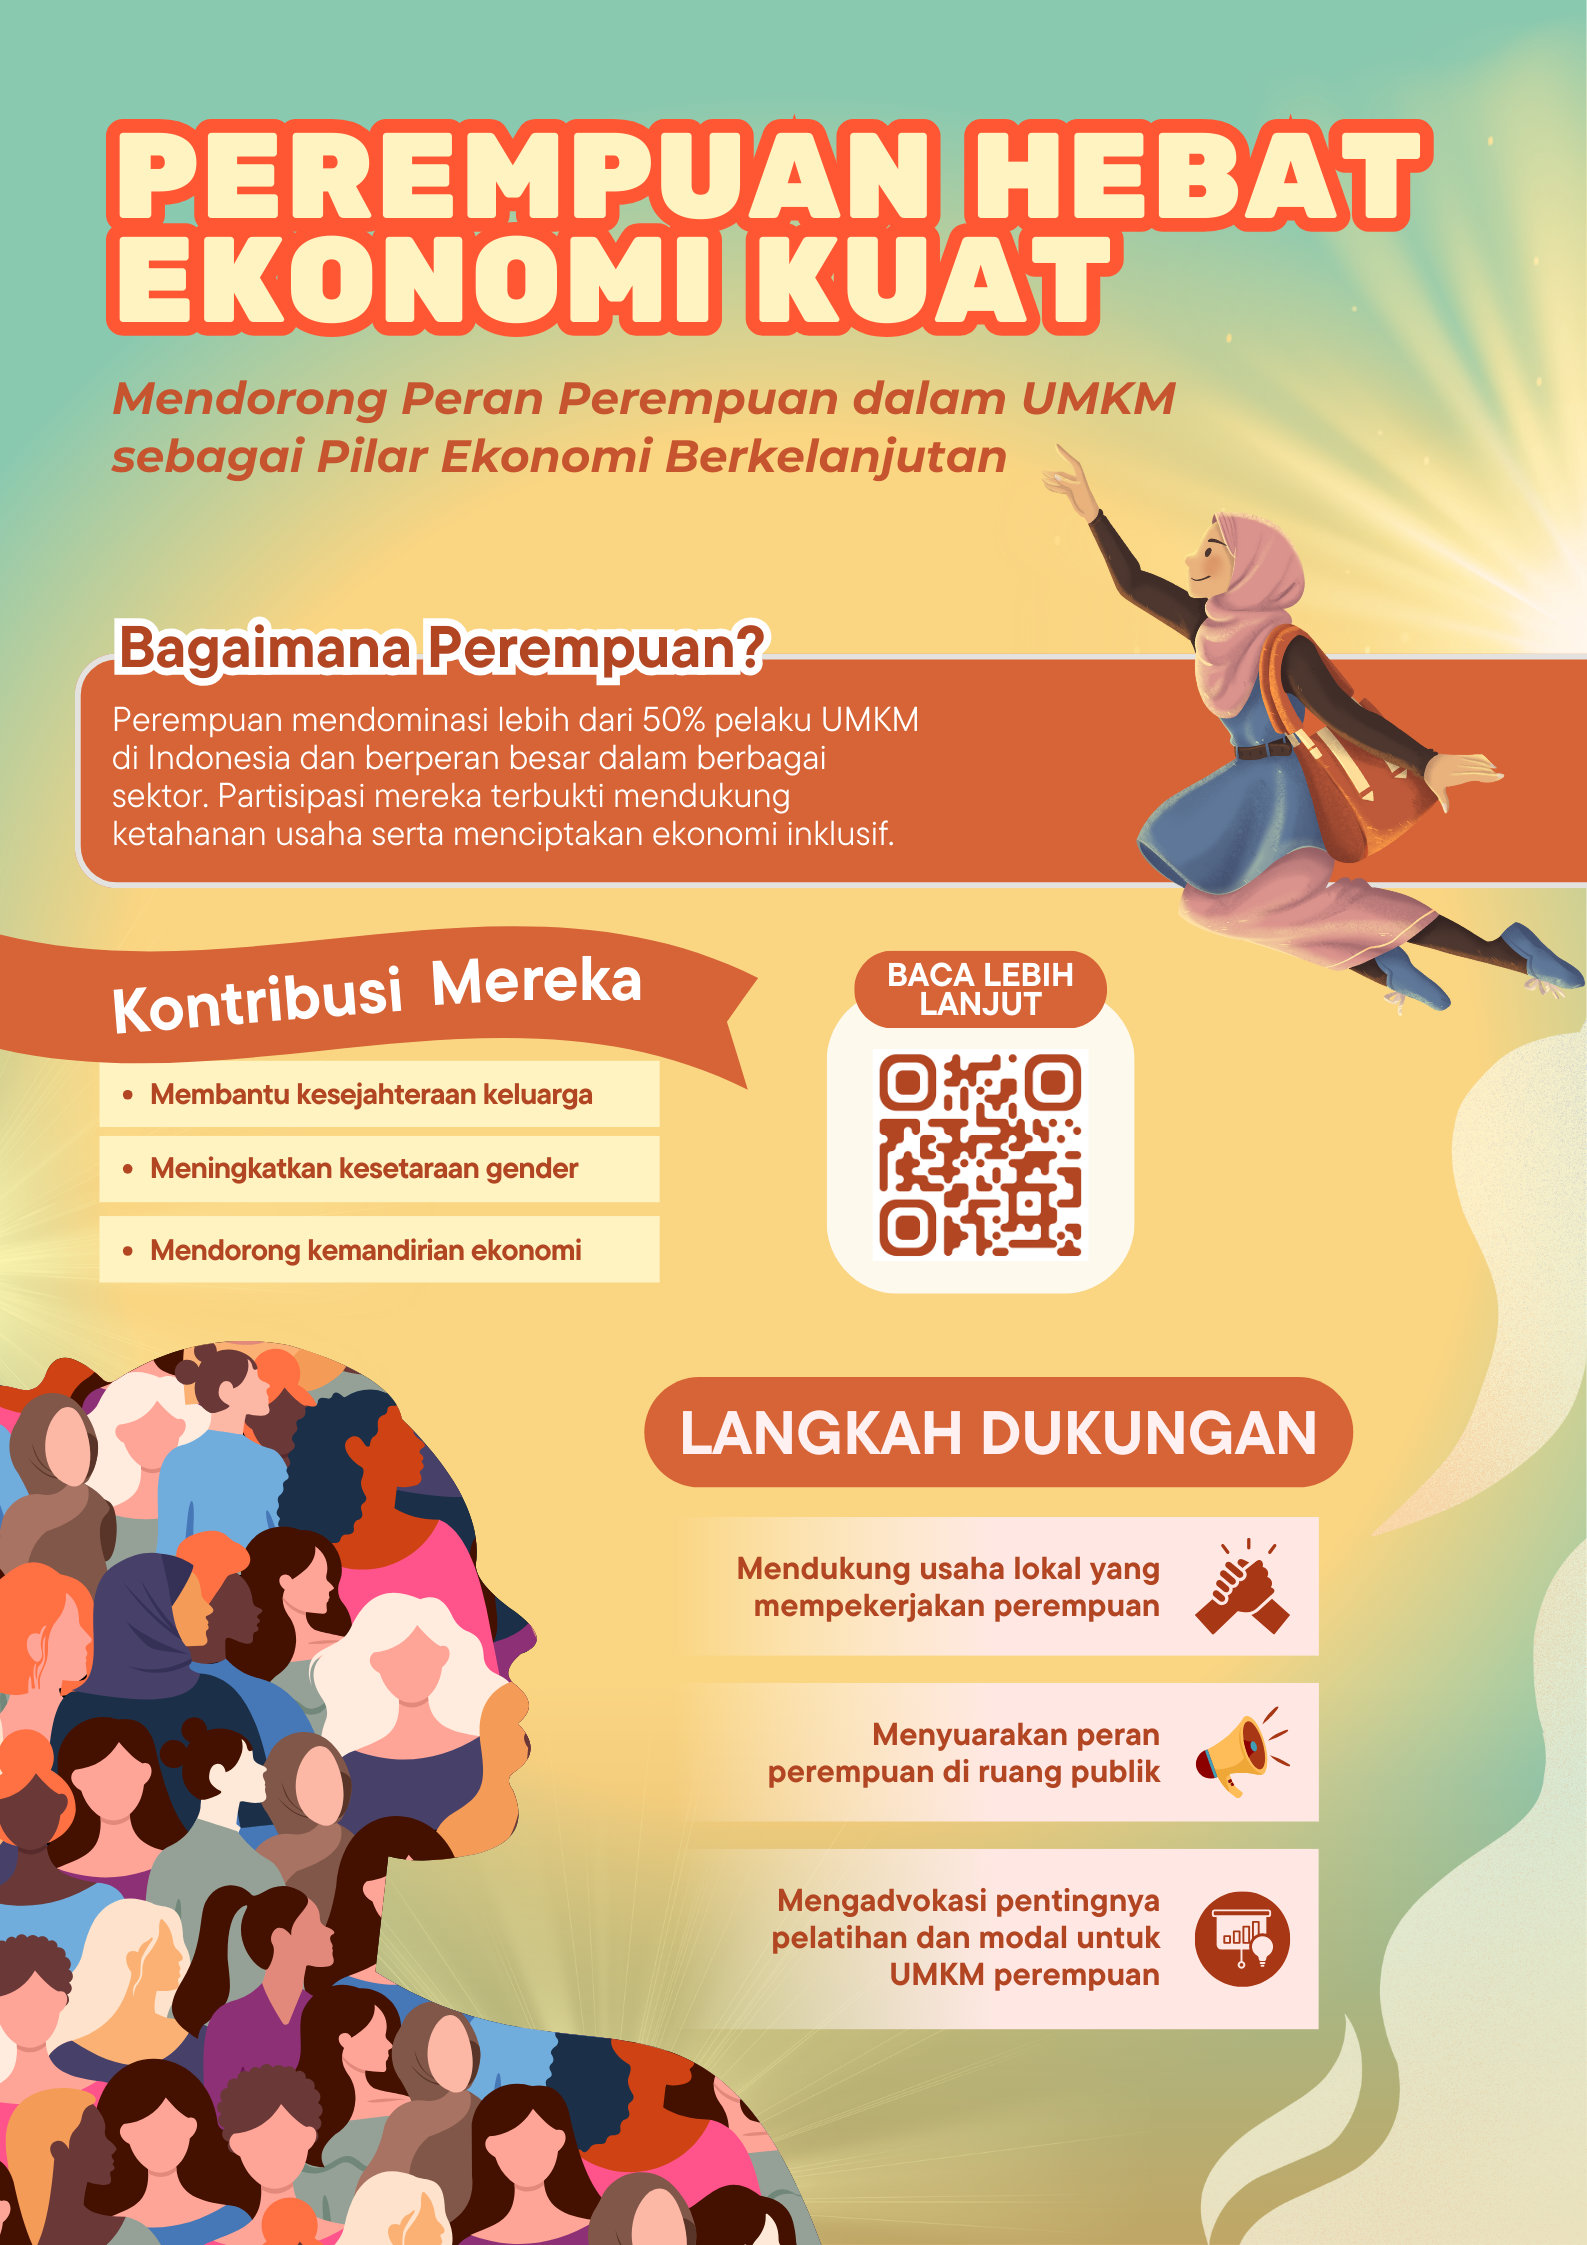 PEREMPUAN HEBAT
EKONOMI KUAT
Mendorong Peran Perempuan dalam UMKM
sebagai Pilar Ekonomi Berkelanjutan
Bagaimana Perempuan?
Perempuan mendominasi lebih dari 50% pelaku UMKM
di Indonesia dan berperan besar dalam berbagai
sektor. Partisipasi mereka terbukti mendukung
ketahanan usaha serta menciptakan ekonomi inklusif.
Kontribusi Mereka
• Membantu kesejahteraan keluarga
• Meningkatkan kesetaraan gender
• Mendorong kemandirian ekonomi
BACA LEBIH
LANJUT
LANGKAH DUKUNGAN
Mendukung usaha lokal yang
mempekerjakan perempuan
Menyuarakan peran
perempuan di ruang publik
Mengadvokasi pentingnya
pelatihan dan modal untuk
UMKM perempuan